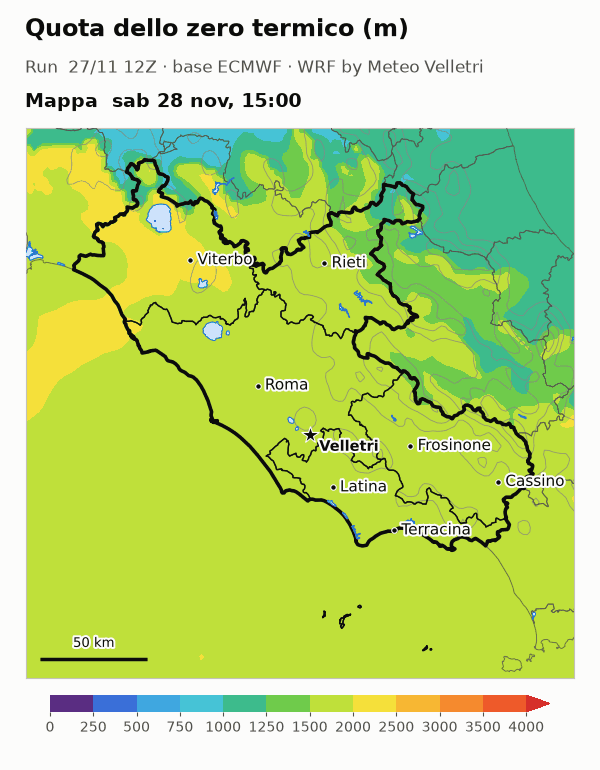 Quota dello zero termico (m)
Run  27/11 12Z · base ECMWF · WRF by Meteo Velletri
Mappa  sab 28 nov, 15:00
Viterbo
Rieti
Roma
Velletri
Frosinone
Latina
Cassino
Terracina
50 km
0 250 500 750 1000 1250 1500 2000 2500 3000 3500 4000